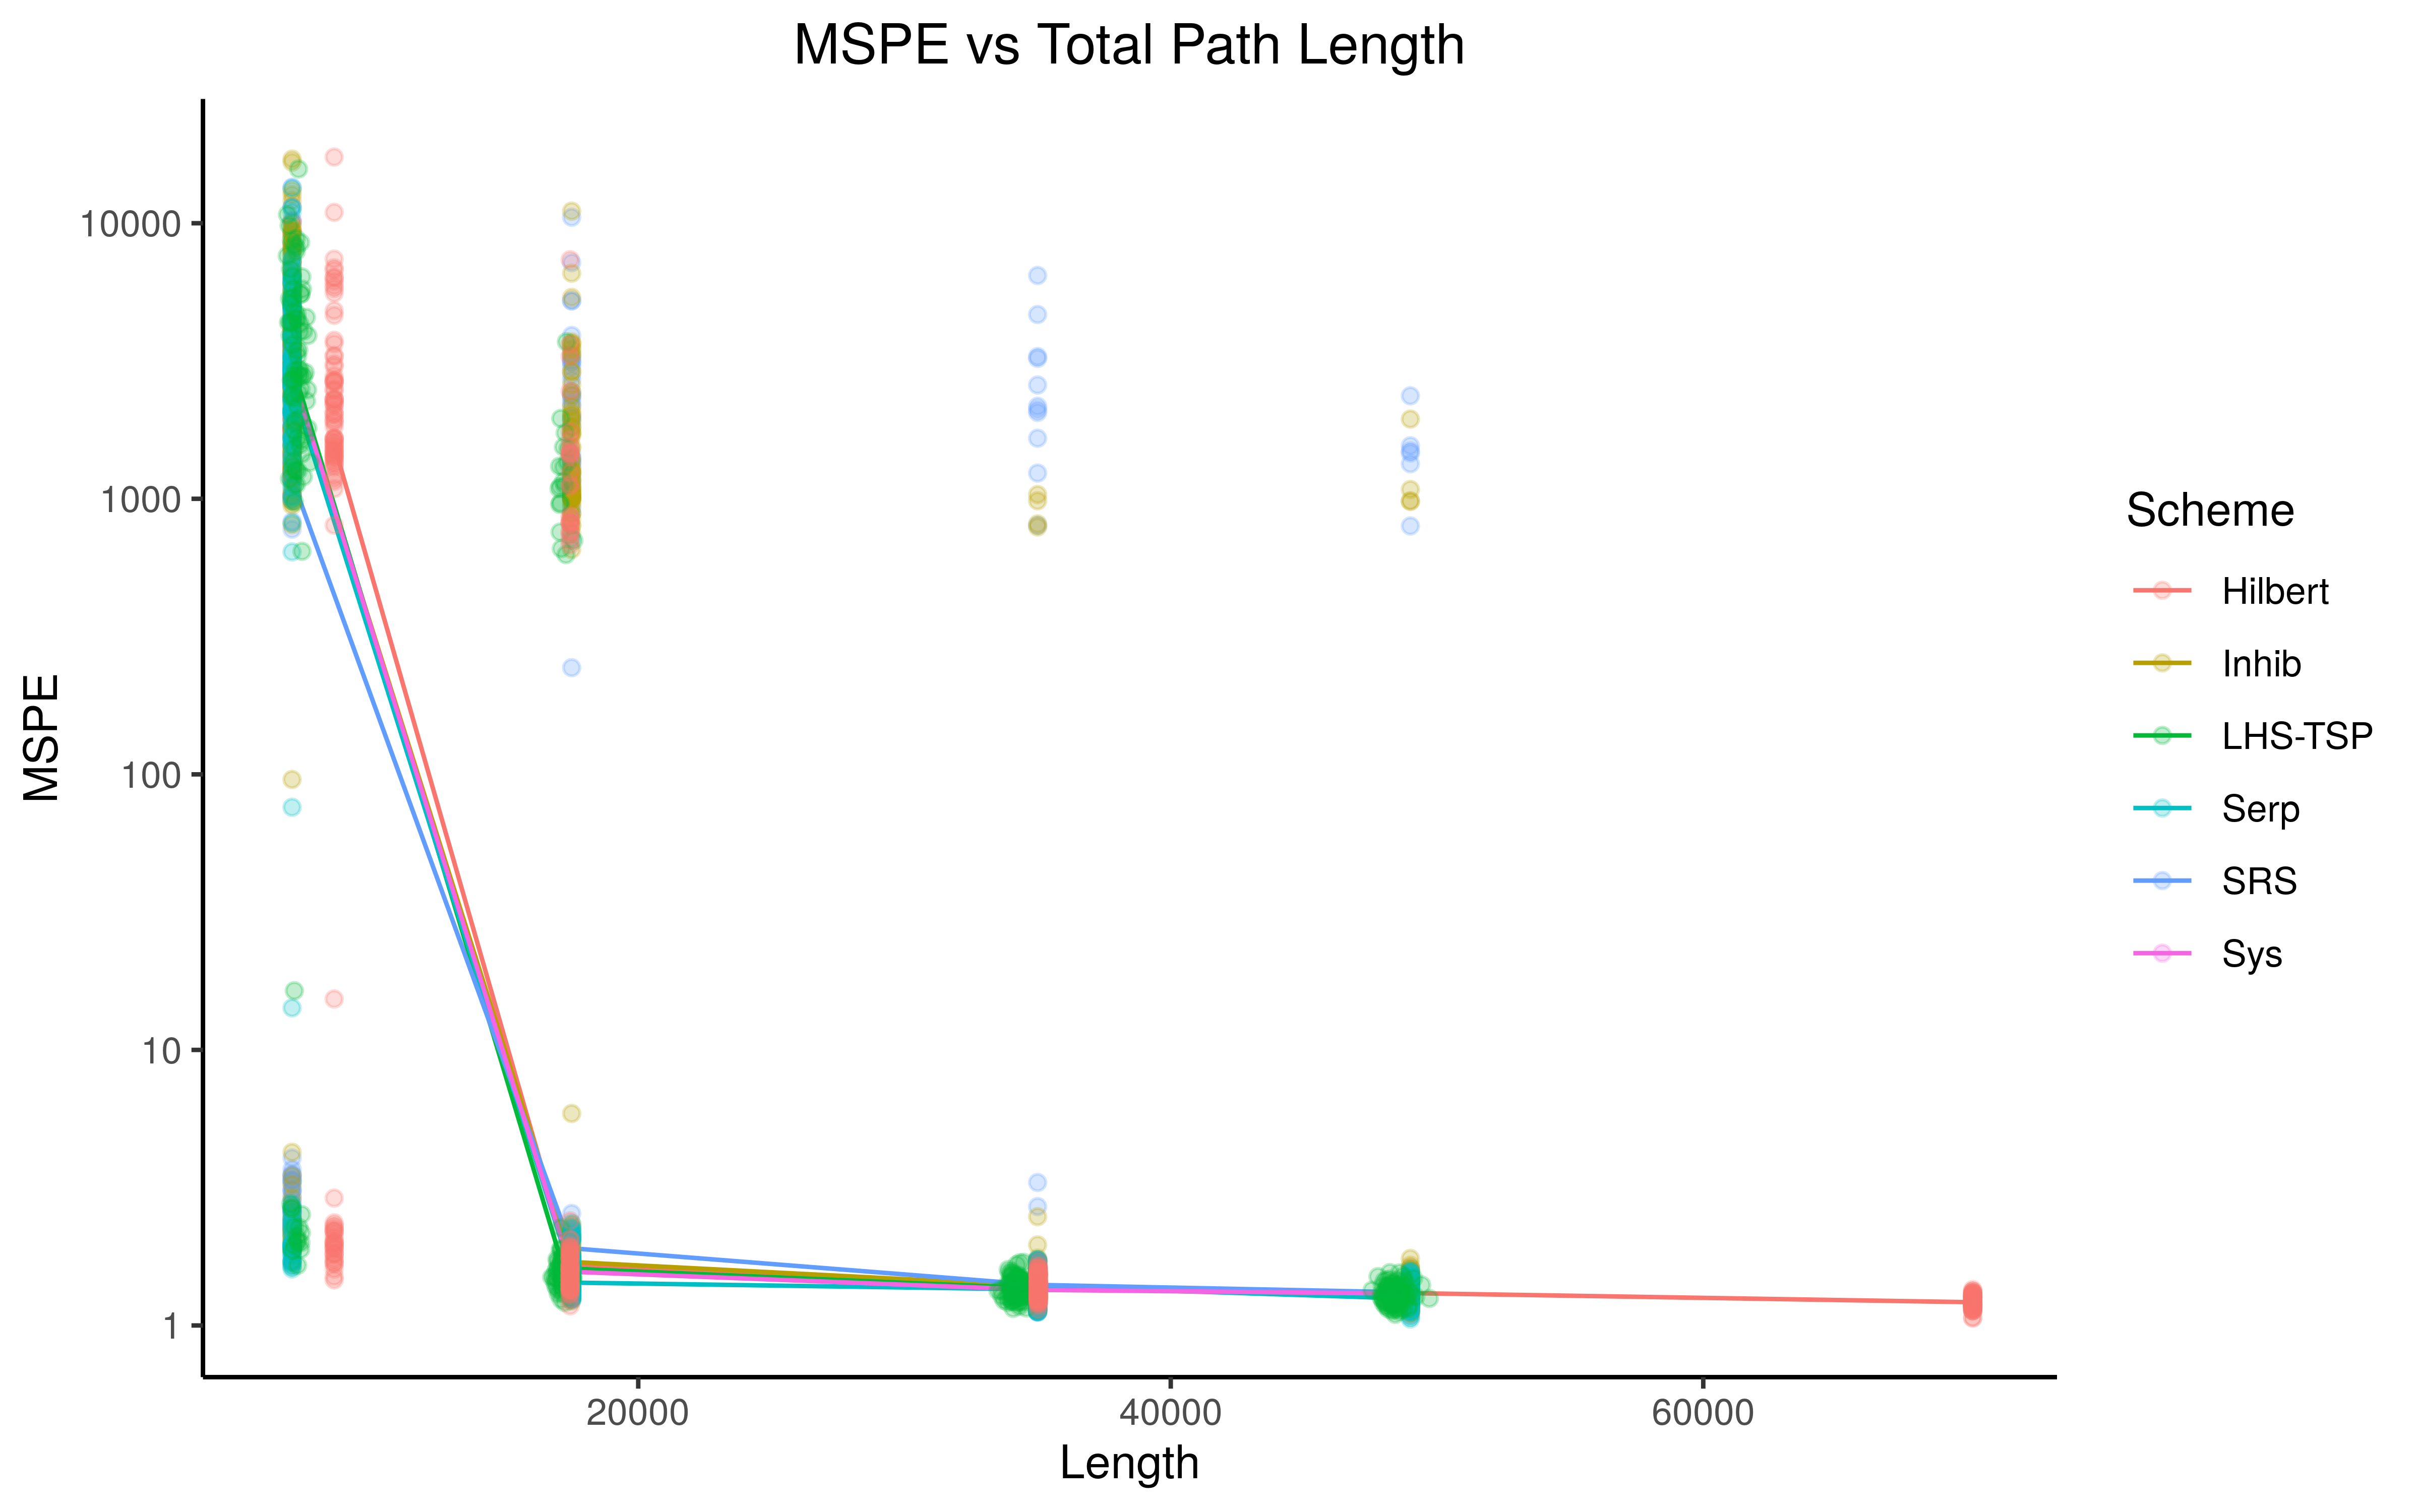 MSPE vs Total Path Length
MSPE
10000
1000
100
10
1
20000
40000
60000
Length
Scheme
Hilbert
Inhib
LHS-TSP
Serp
SRS
Sys